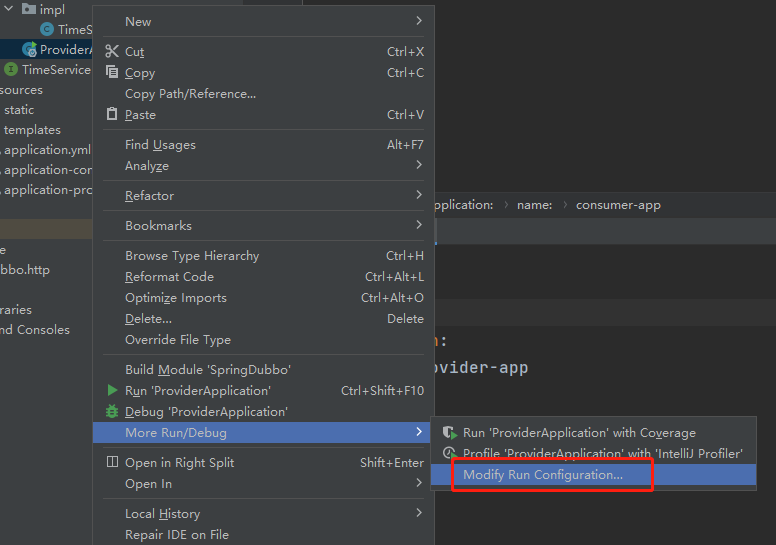 impl
TimeS
ProviderA
TimeService
sources
static
templates
application.yml
application-con
application-pro
e
bbo.http
raries
nd Consoles
New
Cut Ctrl+X
Copy Ctrl+C
Copy Path/Reference...
Paste Ctrl+V
Find Usages Alt+F7
Analyze
Refactor
Bookmarks
Browse Type Hierarchy Ctrl+H
Reformat Code Ctrl+Alt+L
Optimize Imports Ctrl+Alt+O
Delete... Delete
Override File Type
Build Module 'SpringDubbo'
Run 'ProviderApplication' Ctrl+Shift+F10
Debug 'ProviderApplication'
More Run/Debug
Open in Right Split Shift+Enter
Open In
Local History
Repair IDE on File
plication: › name: › consumer-app
n:
ovider-app
Run 'ProviderApplication' with Coverage
Profile 'ProviderApplication' with 'IntelliJ Profiler'
Modify Run Configuration...